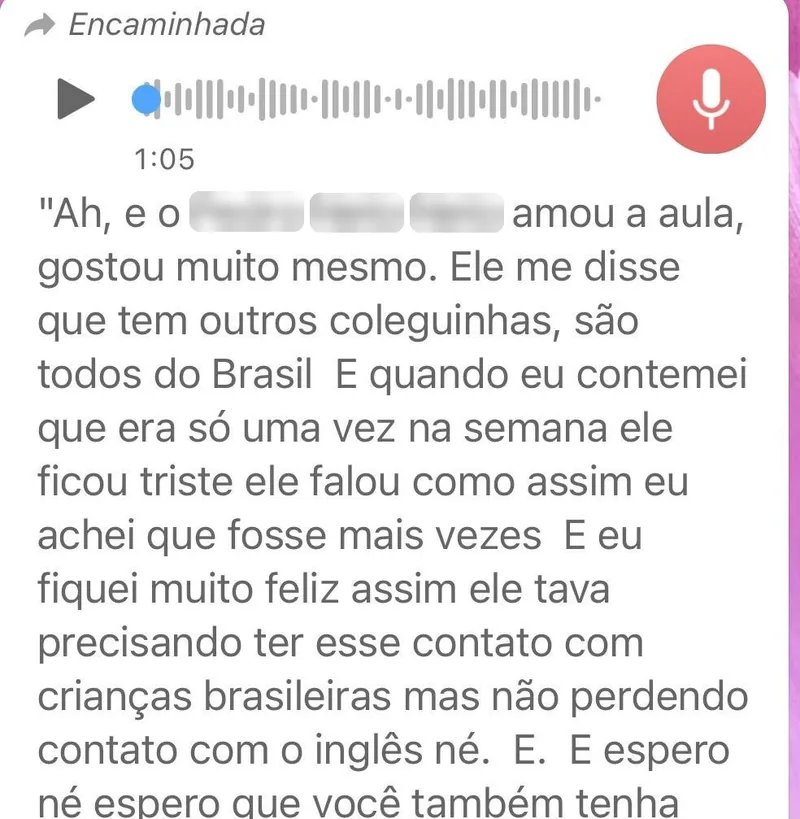 Encaminhada
1:05
"Ah, e o amou a aula,
gostou muito mesmo. Ele me disse
que tem outros coleguinhas, são
todos do Brasil  E quando eu contemei
que era só uma vez na semana ele
ficou triste ele falou como assim eu
achei que fosse mais vezes  E eu
fiquei muito feliz assim ele tava
precisando ter esse contato com
crianças brasileiras mas não perdendo
contato com o inglês né.  E.  E espero
né espero que você também tenha